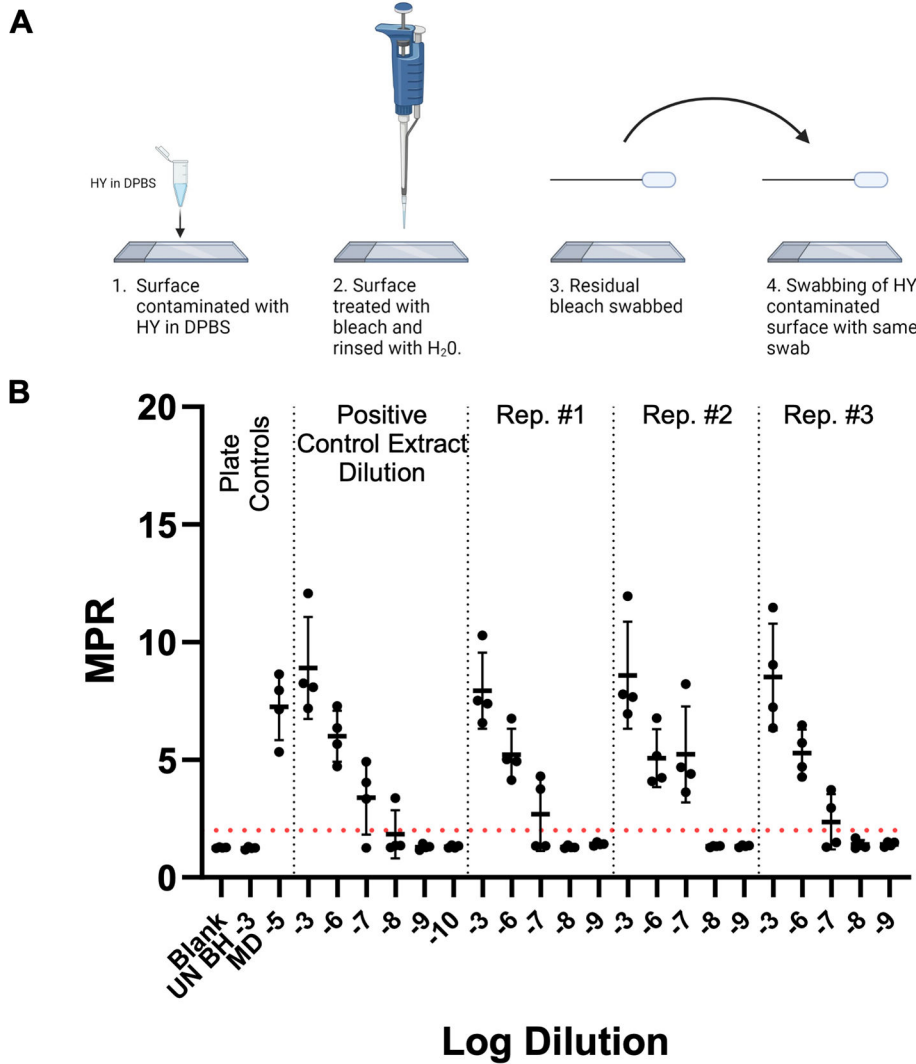 A
HY in DPBS
1. Surface
contaminated with
HY in DPBS
2. Surface
treated with
bleach and
rinsed with H₂0.
3. Residual
bleach swabbed
4. Swabbing of HY
contaminated
surface with same
swab
B
MPR
20
15
10
5
0
Plate
Controls
Positive
Control Extract
Dilution
Rep. #1
Rep. #2
Rep. #3
Blank
UN BH -3
MD -5
-3
-6
-7
-8
-9
-10
-3
-6
-7
-8
-9
-3
-6
-7
-8
-9
-3
-6
-7
-8
-9
Log Dilution